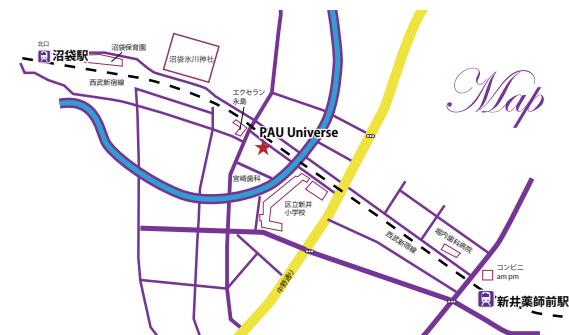 北口
沼袋駅
沼袋保育園
沼袋氷川神社
西武新宿線
エクセラン
永島
Map
PAU Universe
宮崎歯科
区立新井
小学校
西武新宿線
堀内歯科病院
中野通り
コンビニ
am pm
新井薬師前駅